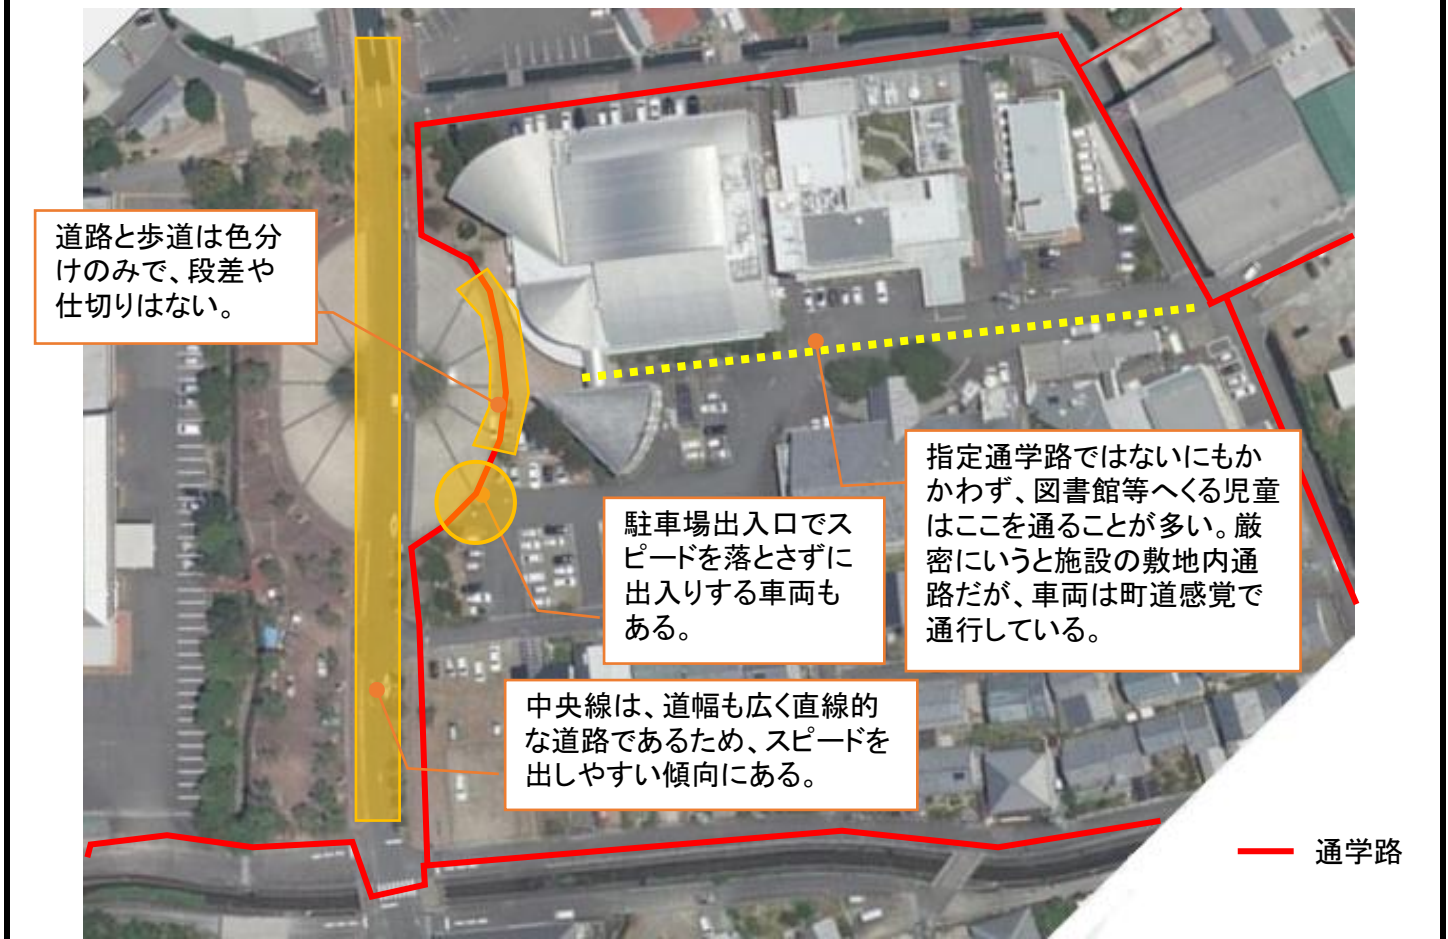 道路と歩道は色分
けのみで、段差や
仕切りはない。
指定通学路ではないにもか
かわず、図書館等へくる児童
はここを通ることが多い。厳
密にいうと施設の敷地内通
路だが、車両は町道感覚で
通行している。
駐車場出入口でス
ピードを落とさずに
出入りする車両も
ある。
中央線は、道幅も広く直線的
な道路であるため、スピードを
出しやすい傾向にある。
通学路